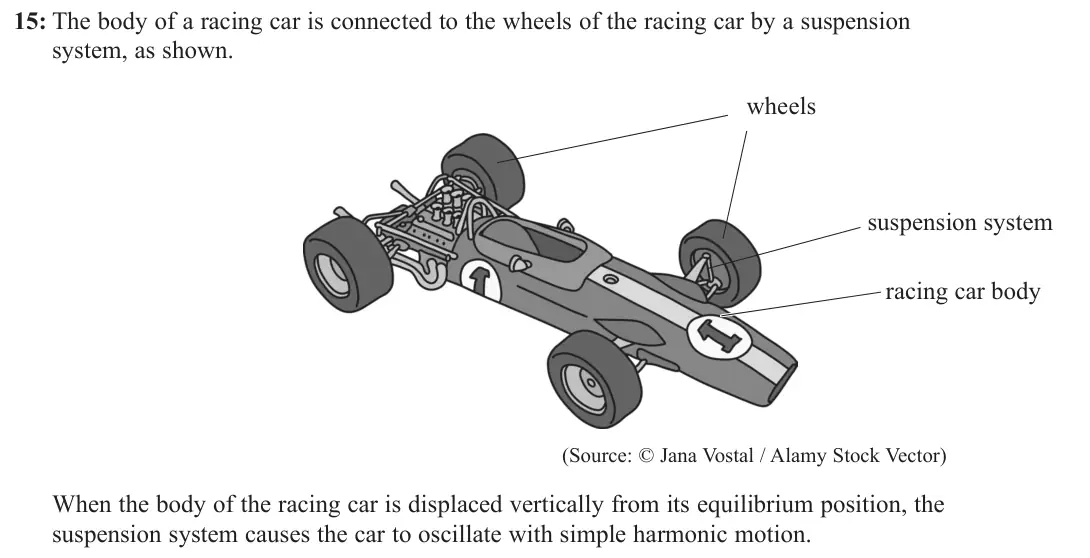 15: The body of a racing car is connected to the wheels of the racing car by a suspension
system, as shown.
wheels
suspension system
racing car body
1
1
(Source: © Jana Vostal / Alamy Stock Vector)
When the body of the racing car is displaced vertically from its equilibrium position, the
suspension system causes the car to oscillate with simple harmonic motion.